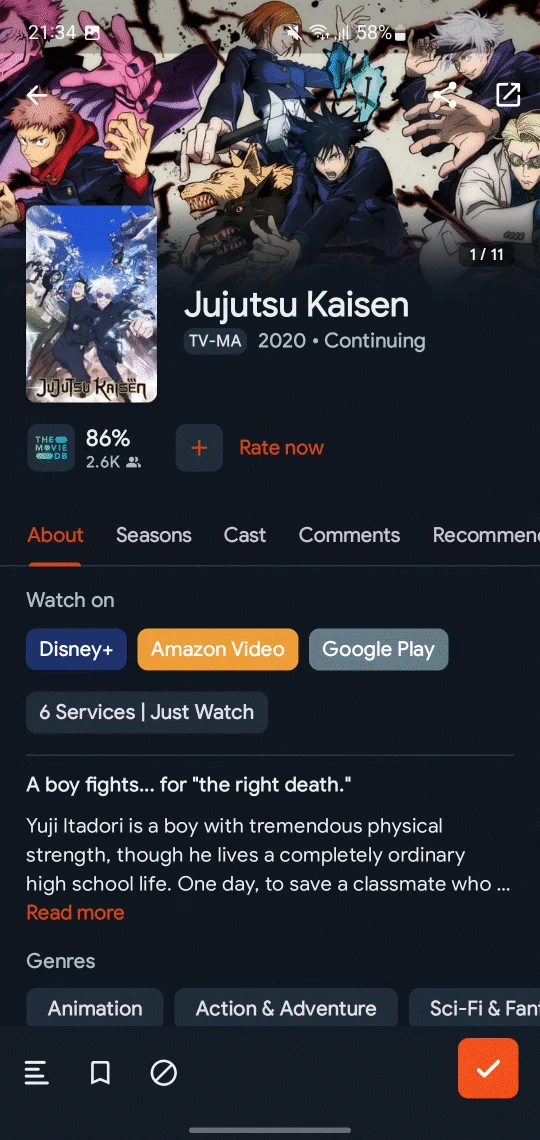 21:34 58%
1 / 11
JUJUTSU KAISEN
Jujutsu Kaisen
TV-MA 2020 • Continuing
THE MOVIE DB
86%
2.6K
+ Rate now
About Seasons Cast Comments Recommen
Watch on
Disney+ Amazon Video Google Play
6 Services | Just Watch
A boy fights... for "the right death."
Yuji Itadori is a boy with tremendous physical
strength, though he lives a completely ordinary
high school life. One day, to save a classmate who ...
Read more
Genres
Animation Action & Adventure Sci-Fi & Fant